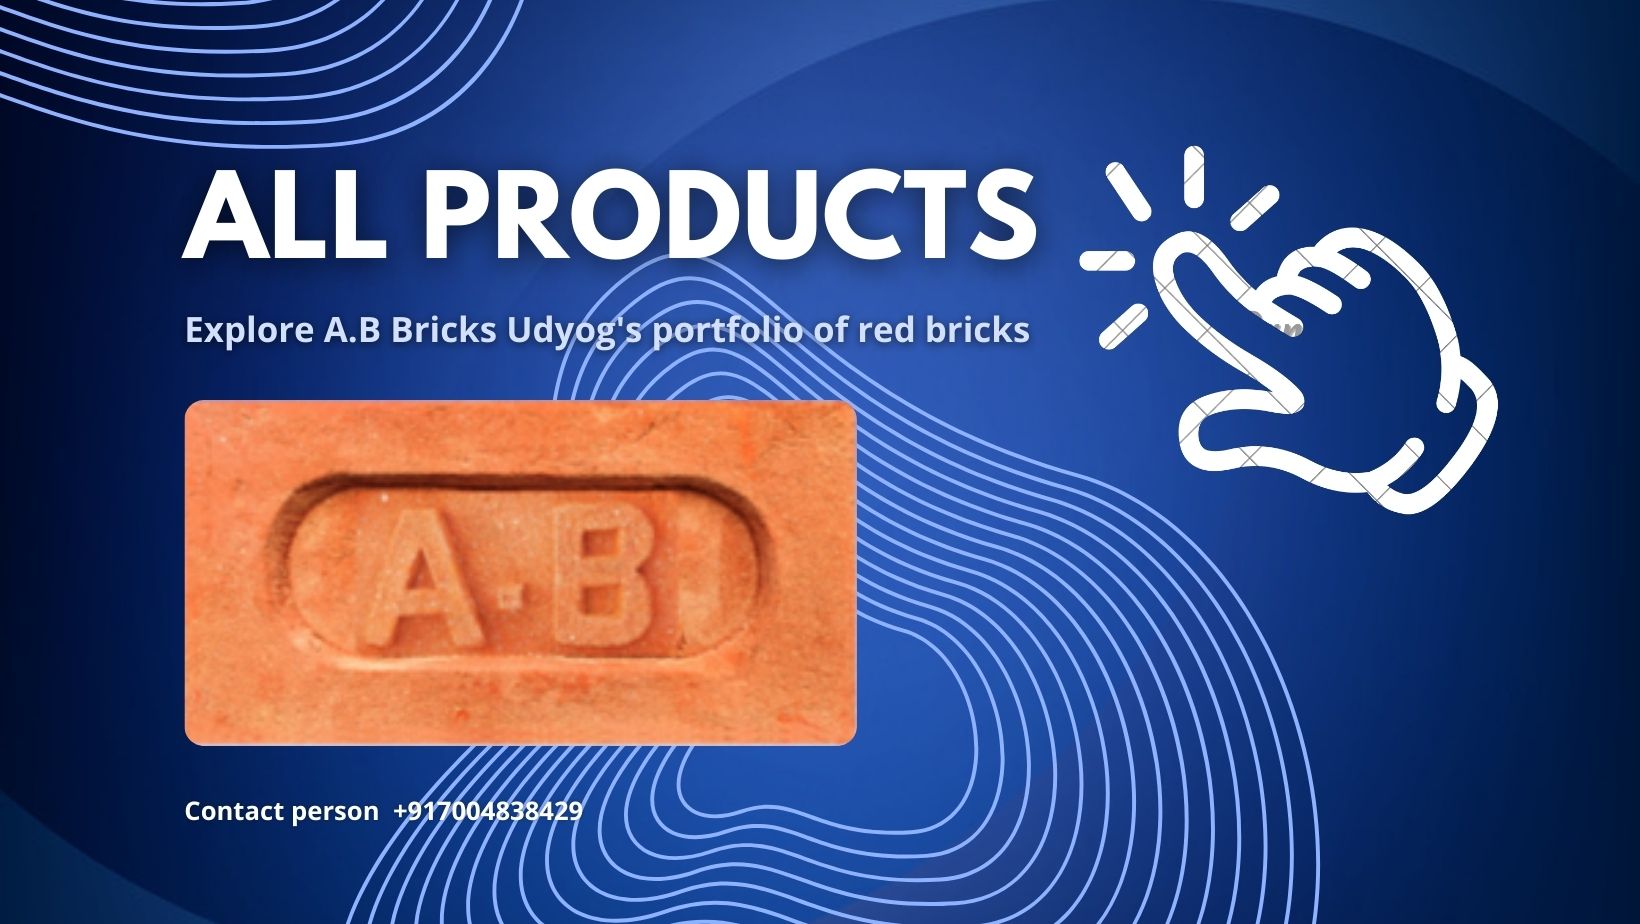 ALL PRODUCTS
Explore A.B Bricks Udyog's portfolio of red bricks
A.B
Contact person +917004838429